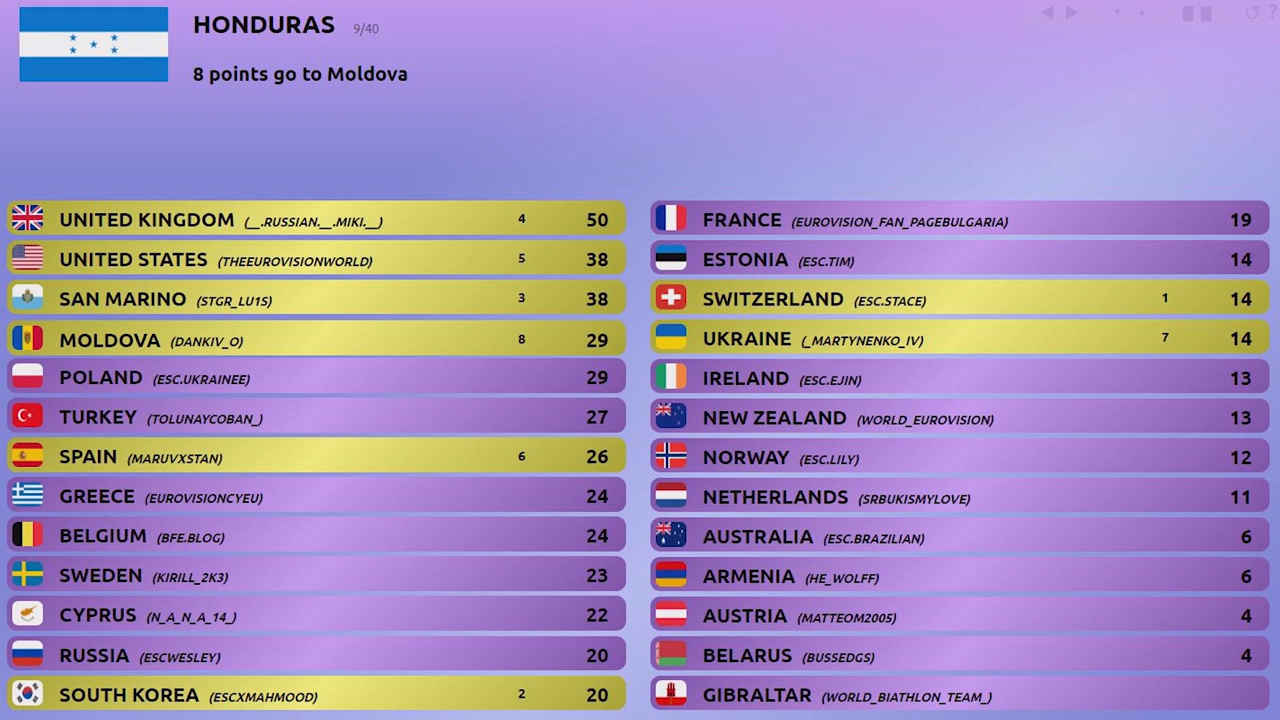 HONDURAS 9/40
8 points go to Moldova
UNITED KINGDOM (__.RUSSIAN.__.MIKI.__) 4 50
UNITED STATES (THEEUROVISIONWORLD) 5 38
SAN MARINO (STGR_LU1S) 3 38
MOLDOVA (DANKIV_O) 8 29
POLAND (ESC.UKRAINEE) 29
TURKEY (TOLUNAYCOBAN_) 27
SPAIN (MARUVXSTAN) 6 26
GREECE (EUROVISIONCYEU) 24
BELGIUM (BFE.BLOG) 24
SWEDEN (KIRILL_2K3) 23
CYPRUS (N_A_N_A_14_) 22
RUSSIA (ESCWESLEY) 20
SOUTH KOREA (ESCXMAHMOOD) 2 20
FRANCE (EUROVISION_FAN_PAGEBULGARIA) 19
ESTONIA (ESC.TIM) 14
SWITZERLAND (ESC.STACE) 1 14
UKRAINE (_MARTYNENKO_IV) 7 14
IRELAND (ESC.EJIN) 13
NEW ZEALAND (WORLD_EUROVISION) 13
NORWAY (ESC.LILY) 12
NETHERLANDS (SRBUKISMYLOVE) 11
AUSTRALIA (ESC.BRAZILIAN) 6
ARMENIA (HE_WOLFF) 6
AUSTRIA (MATTEOM2005) 4
BELARUS (BUSSEDGS) 4
GIBRALTAR (WORLD_BIATHLON_TEAM_)